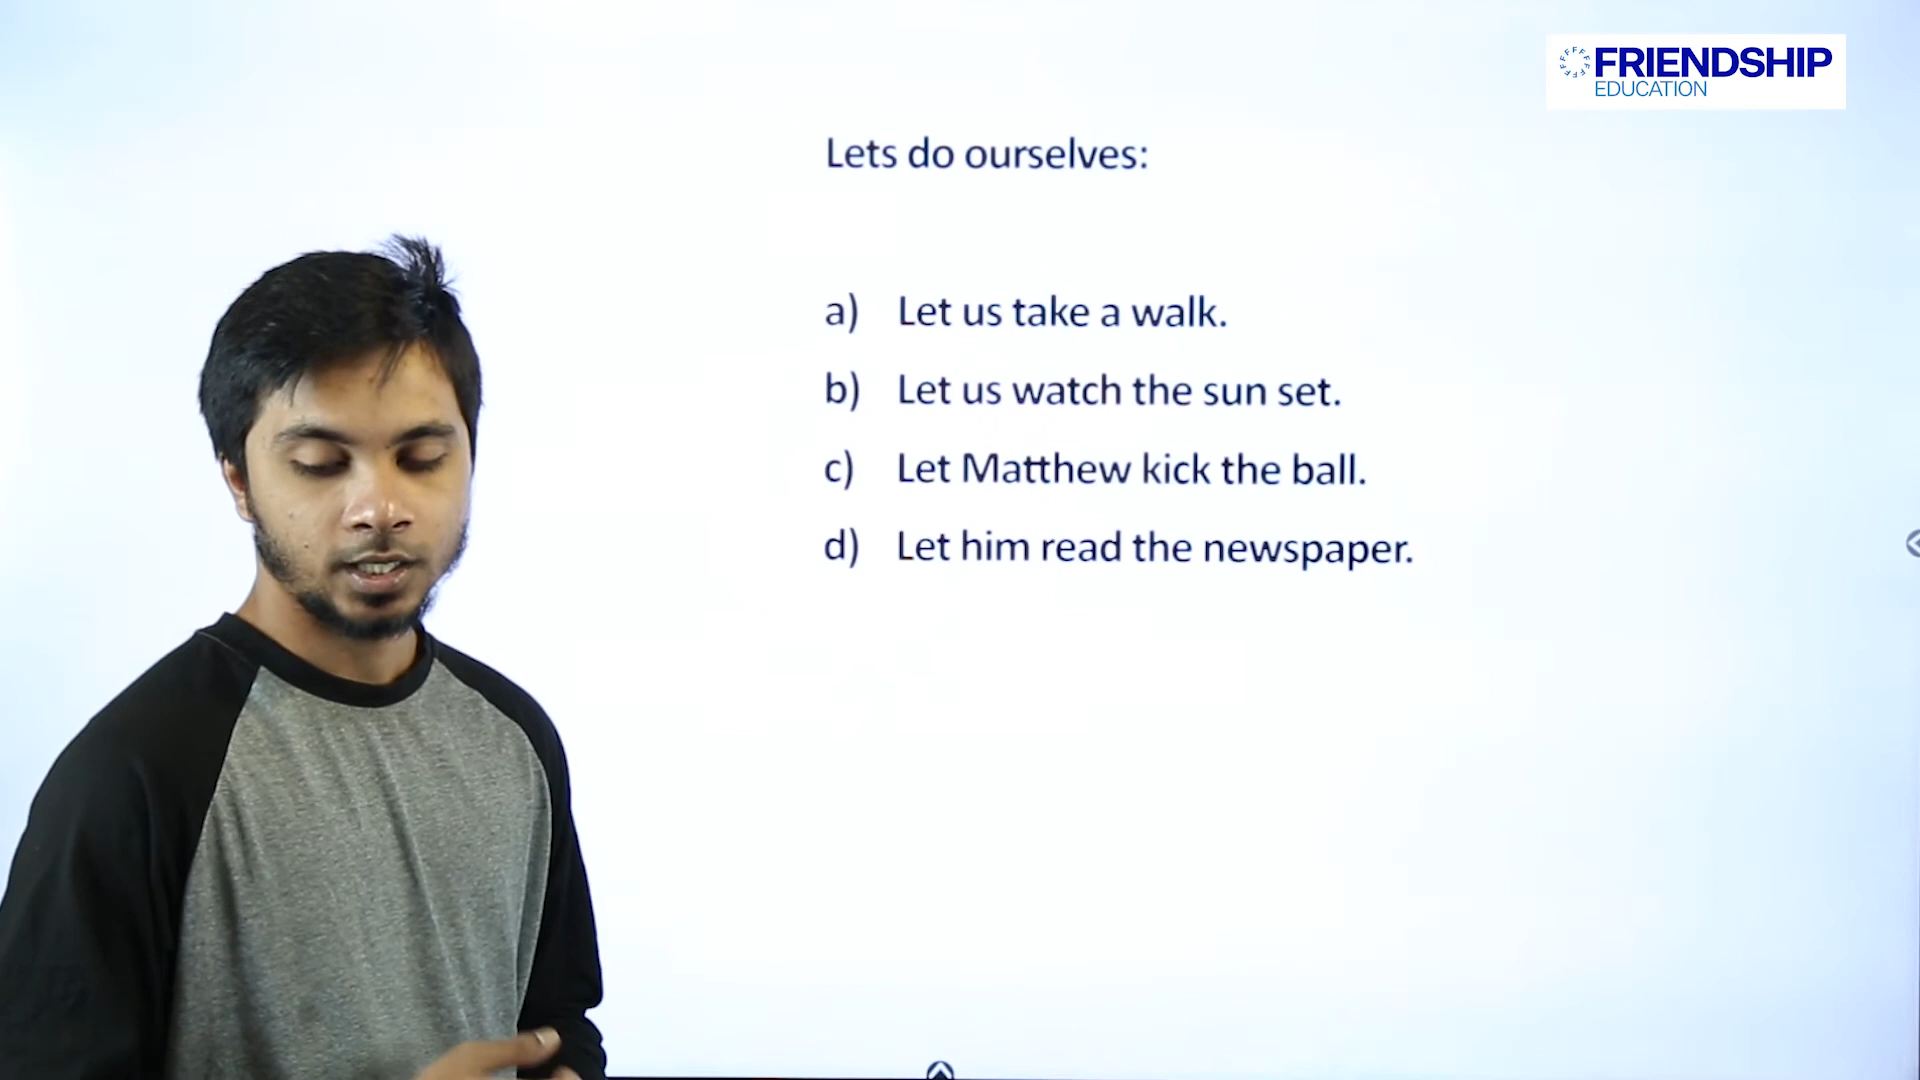 FRIENDSHIP
EDUCATION
Lets do ourselves:
a) Let us take a walk.
b) Let us watch the sun set.
c) Let Matthew kick the ball.
d) Let him read the newspaper.